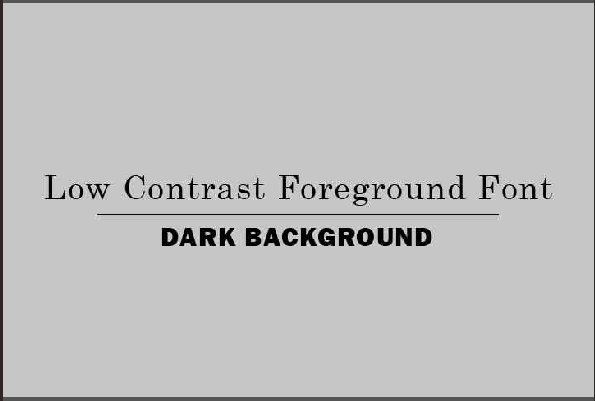 Low Contrast Foreground Font
DARK BACKGROUND